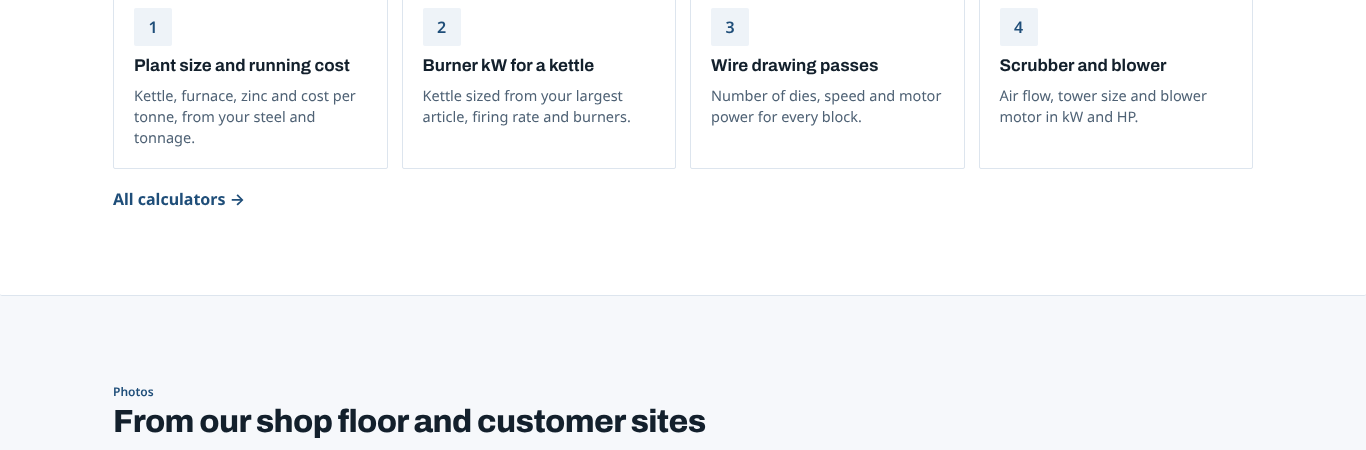 1
Plant size and running cost
Kettle, furnace, zinc and cost per
tonne, from your steel and
tonnage.
2
Burner kW for a kettle
Kettle sized from your largest
article, firing rate and burners.
3
Wire drawing passes
Number of dies, speed and motor
power for every block.
4
Scrubber and blower
Air flow, tower size and blower
motor in kW and HP.
All calculators →
Photos
From our shop floor and customer sites